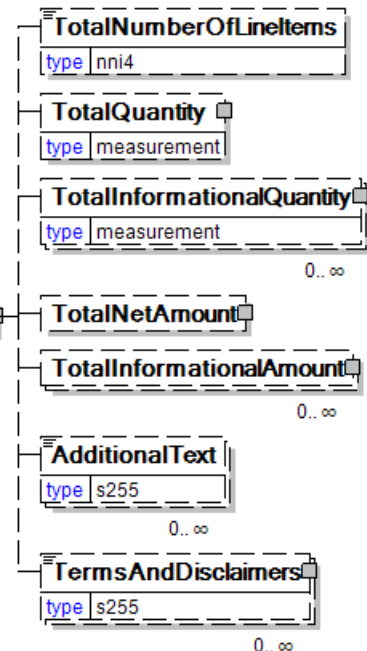 TotalNumberOfLineItems
type nni4
TotalQuantity
type measurement
TotalInformationalQuantity
type measurement
0.. ∞
TotalNetAmount
TotalInformationalAmount
0.. ∞
AdditionalText
type s255
0.. ∞
TermsAndDisclaimers
type s255
0.. ∞